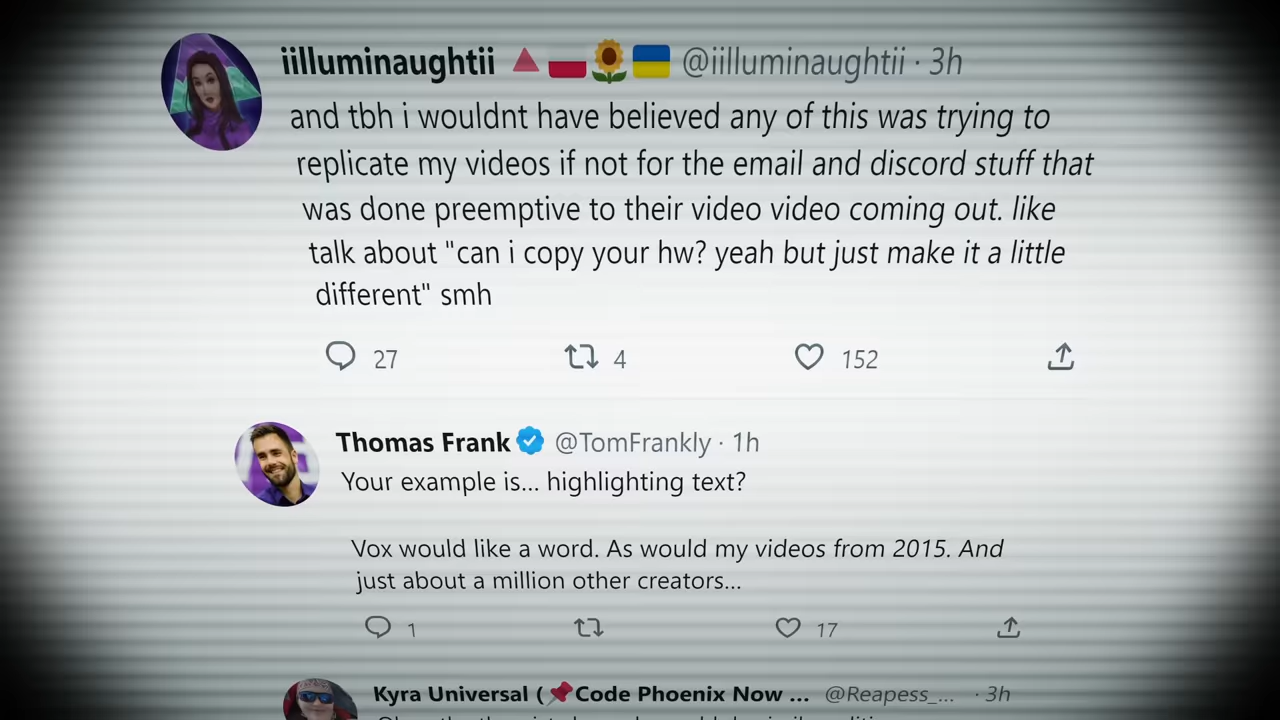 iilluminaughtii 🔺🇵🇱🌻🇺🇦 @iilluminaughtii · 3h
and tbh i wouldnt have believed any of this was trying to
replicate my videos if not for the email and discord stuff that
was done preemptive to their video video coming out. like
talk about "can i copy your hw? yeah but just make it a little
different" smh
27 4 152
Thomas Frank @TomFrankly · 1h
Your example is... highlighting text?
Vox would like a word. As would my videos from 2015. And
just about a million other creators...
1 17
Kyra Universal (📌Code Phoenix Now ... @Reapess_... · 3h